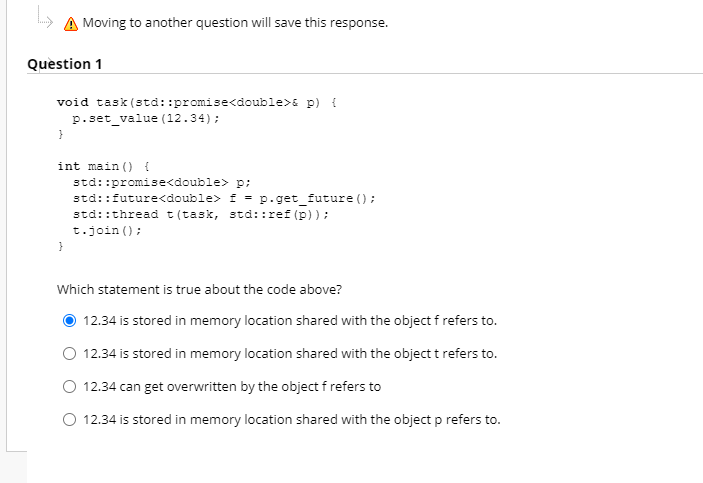 Moving to another question will save this response.
Question 1
void task(std::promise<double>& p) {
p.set_value(12.34);
}
int main() {
std::promise<double> p;
std::future<double> f = p.get_future();
std::thread t(task, std::ref(p));
t.join();
}
Which statement is true about the code above?
12.34 is stored in memory location shared with the object f refers to.
12.34 is stored in memory location shared with the object t refers to.
12.34 can get overwritten by the object f refers to
12.34 is stored in memory location shared with the object p refers to.